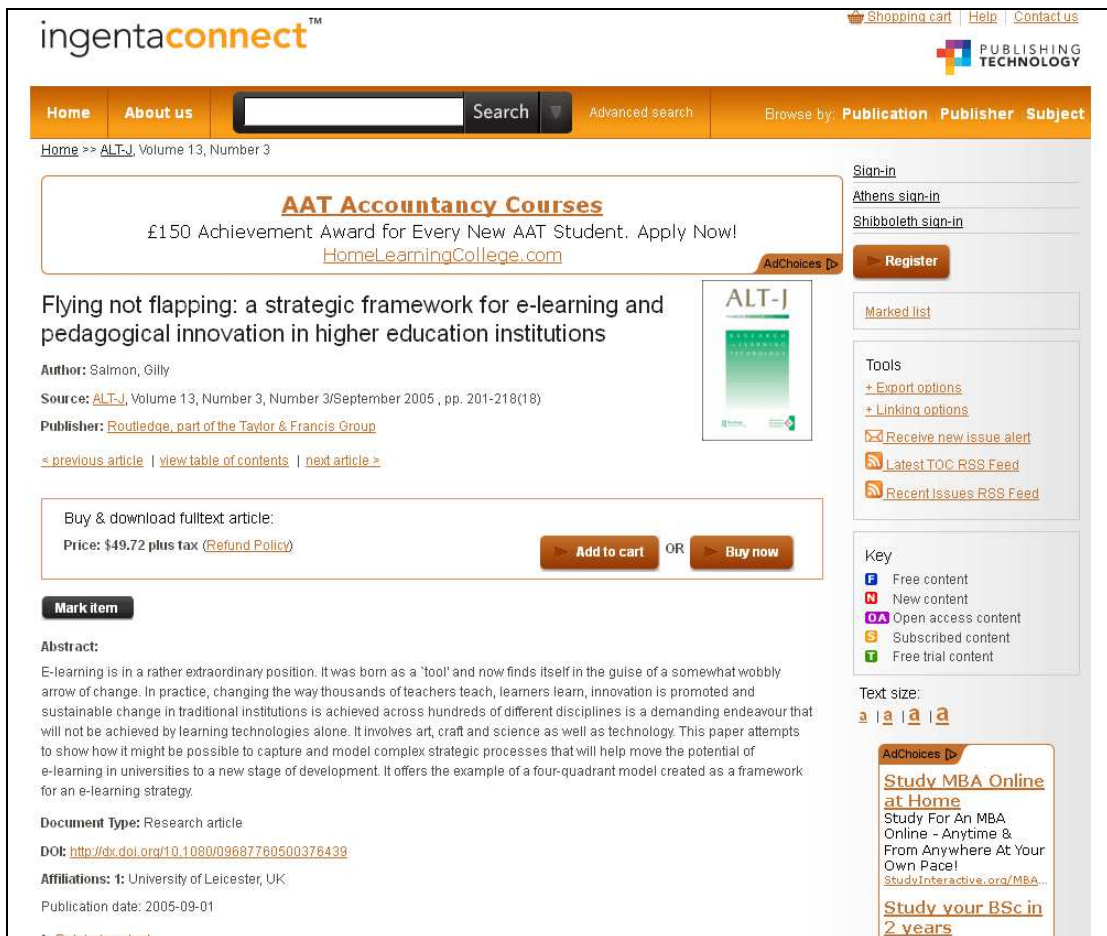 ingentaconnect™
Shopping cart | Help | Contact us
PUBLISHING
TECHNOLOGY
Home
About us
Search
Advanced search
Browse by: Publication Publisher Subject
Home >> ALT-J, Volume 13, Number 3
AAT Accountancy Courses
£150 Achievement Award for Every New AAT Student. Apply Now!
HomeLearningCollege.com
AdChoices
Flying not flapping: a strategic framework for e-learning and
pedagogical innovation in higher education institutions
Author: Salmon, Gilly
Source: ALT-J, Volume 13, Number 3, Number 3/September 2005 , pp. 201-218(18)
Publisher: Routledge, part of the Taylor & Francis Group
< previous article | view table of contents | next article >
ALT-J
RESEARCH
IN LEARNING
TECHNOLOGY
Buy & download fulltext article:
Price: $49.72 plus tax (Refund Policy)
Add to cart OR Buy now
Mark item
Abstract:
E-learning is in a rather extraordinary position. It was born as a `tool' and now finds itself in the guise of a somewhat wobbly
arrow of change. In practice, changing the way thousands of teachers teach, learners learn, innovation is promoted and
sustainable change in traditional institutions is achieved across hundreds of different disciplines is a demanding endeavour that
will not be achieved by learning technologies alone. It involves art, craft and science as well as technology. This paper attempts
to show how it might be possible to capture and model complex strategic processes that will help move the potential of
e-learning in universities to a new stage of development. It offers the example of a four-quadrant model created as a framework
for an e-learning strategy.
Document Type: Research article
DOI: http://dx.doi.org/10.1080/09687760500376439
Affiliations: 1: University of Leicester, UK
Publication date: 2005-09-01
Sign-in
Athens sign-in
Shibboleth sign-in
Register
Marked list
Tools
+ Export options
+ Linking options
Receive new issue alert
Latest TOC RSS Feed
Recent Issues RSS Feed
Key
F Free content
N New content
OA Open access content
S Subscribed content
T Free trial content
Text size:
a | a | a | a
AdChoices
Study MBA Online
at Home
Study For An MBA
Online - Anytime &
From Anywhere At Your
Own Pace!
StudyInteractive.org/MBA...
Study your BSc in
2 years